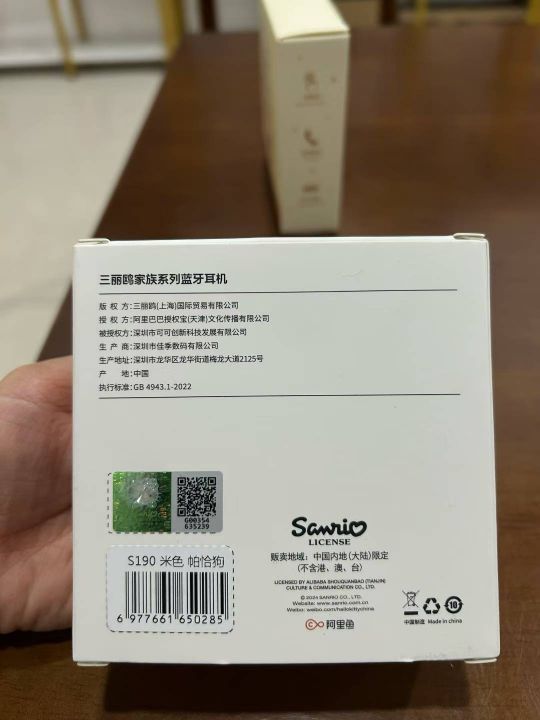 三丽鸥家族系列蓝牙耳机
版 权 方:三丽鸥(上海)国际贸易有限公司
授 权 方:阿里巴巴授权宝(天津)文化传播有限公司
被授权方:深圳市可可创新科技发展有限公司
生 产 商:深圳市佳季数码有限公司
生产地址:深圳市龙华区龙华街道梅龙大道2125号
产 地:中国
执行标准:GB 4943.1-2022
G00354
635239
S190 米色 帕恰狗
6 977661 650285
Sanrio
LICENSE
贩卖地域：中国内地(大陆)限定
(不含港、澳、台)
LICENSED BY ALIBABA SHOUQUANBAO (TIANJIN)
CULTURE & COMMUNICATION CO., LTD.
© 2024 SANRIO CO., LTD.
Website: www.sanrio.com.cn
Weibo: weibo.com/hellokittychina
阿里鱼
10
中国制造 Made in china